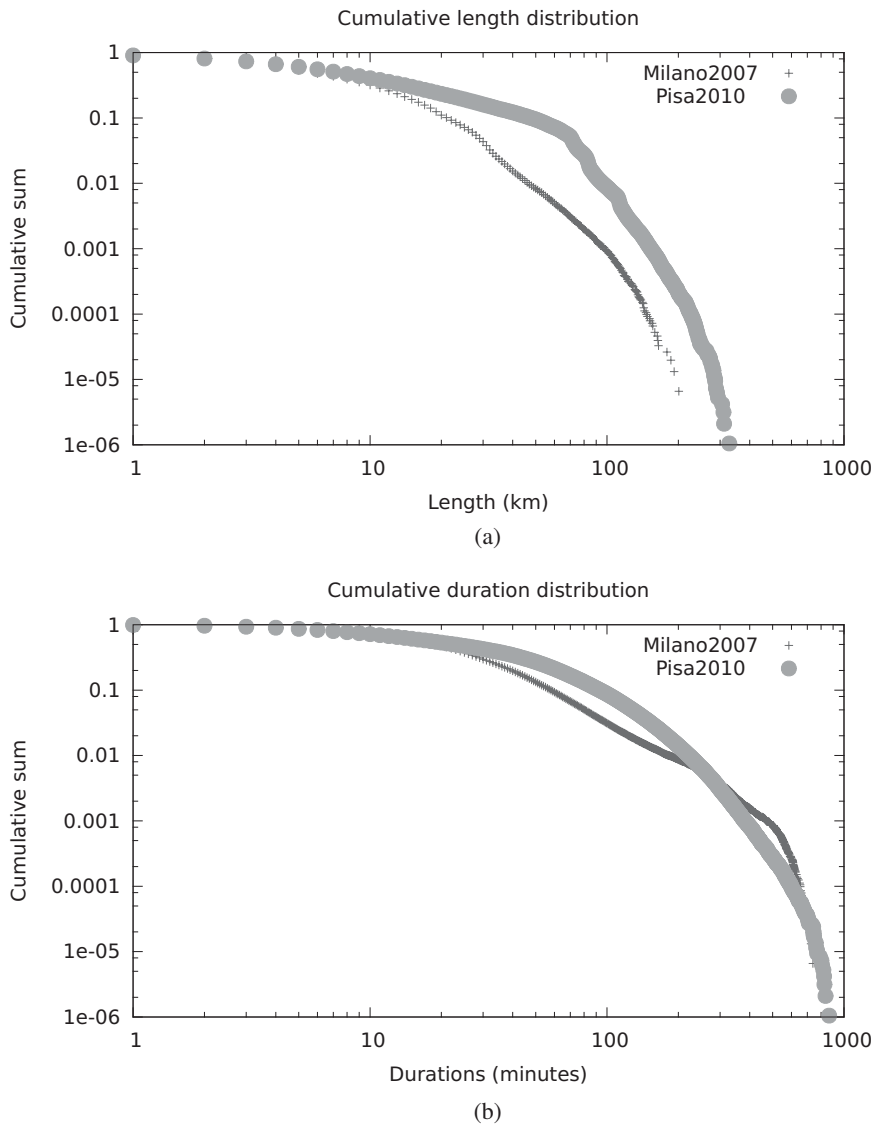 Cumulative length distribution
Milano2007
Pisa2010
1
0.1
0.01
0.001
0.0001
1e-05
1e-06
Cumulative sum
1 10 100 1000
Length (km)
(a)
Cumulative duration distribution
Milano2007
Pisa2010
1
0.1
0.01
0.001
0.0001
1e-05
1e-06
Cumulative sum
1 10 100 1000
Durations (minutes)
(b)